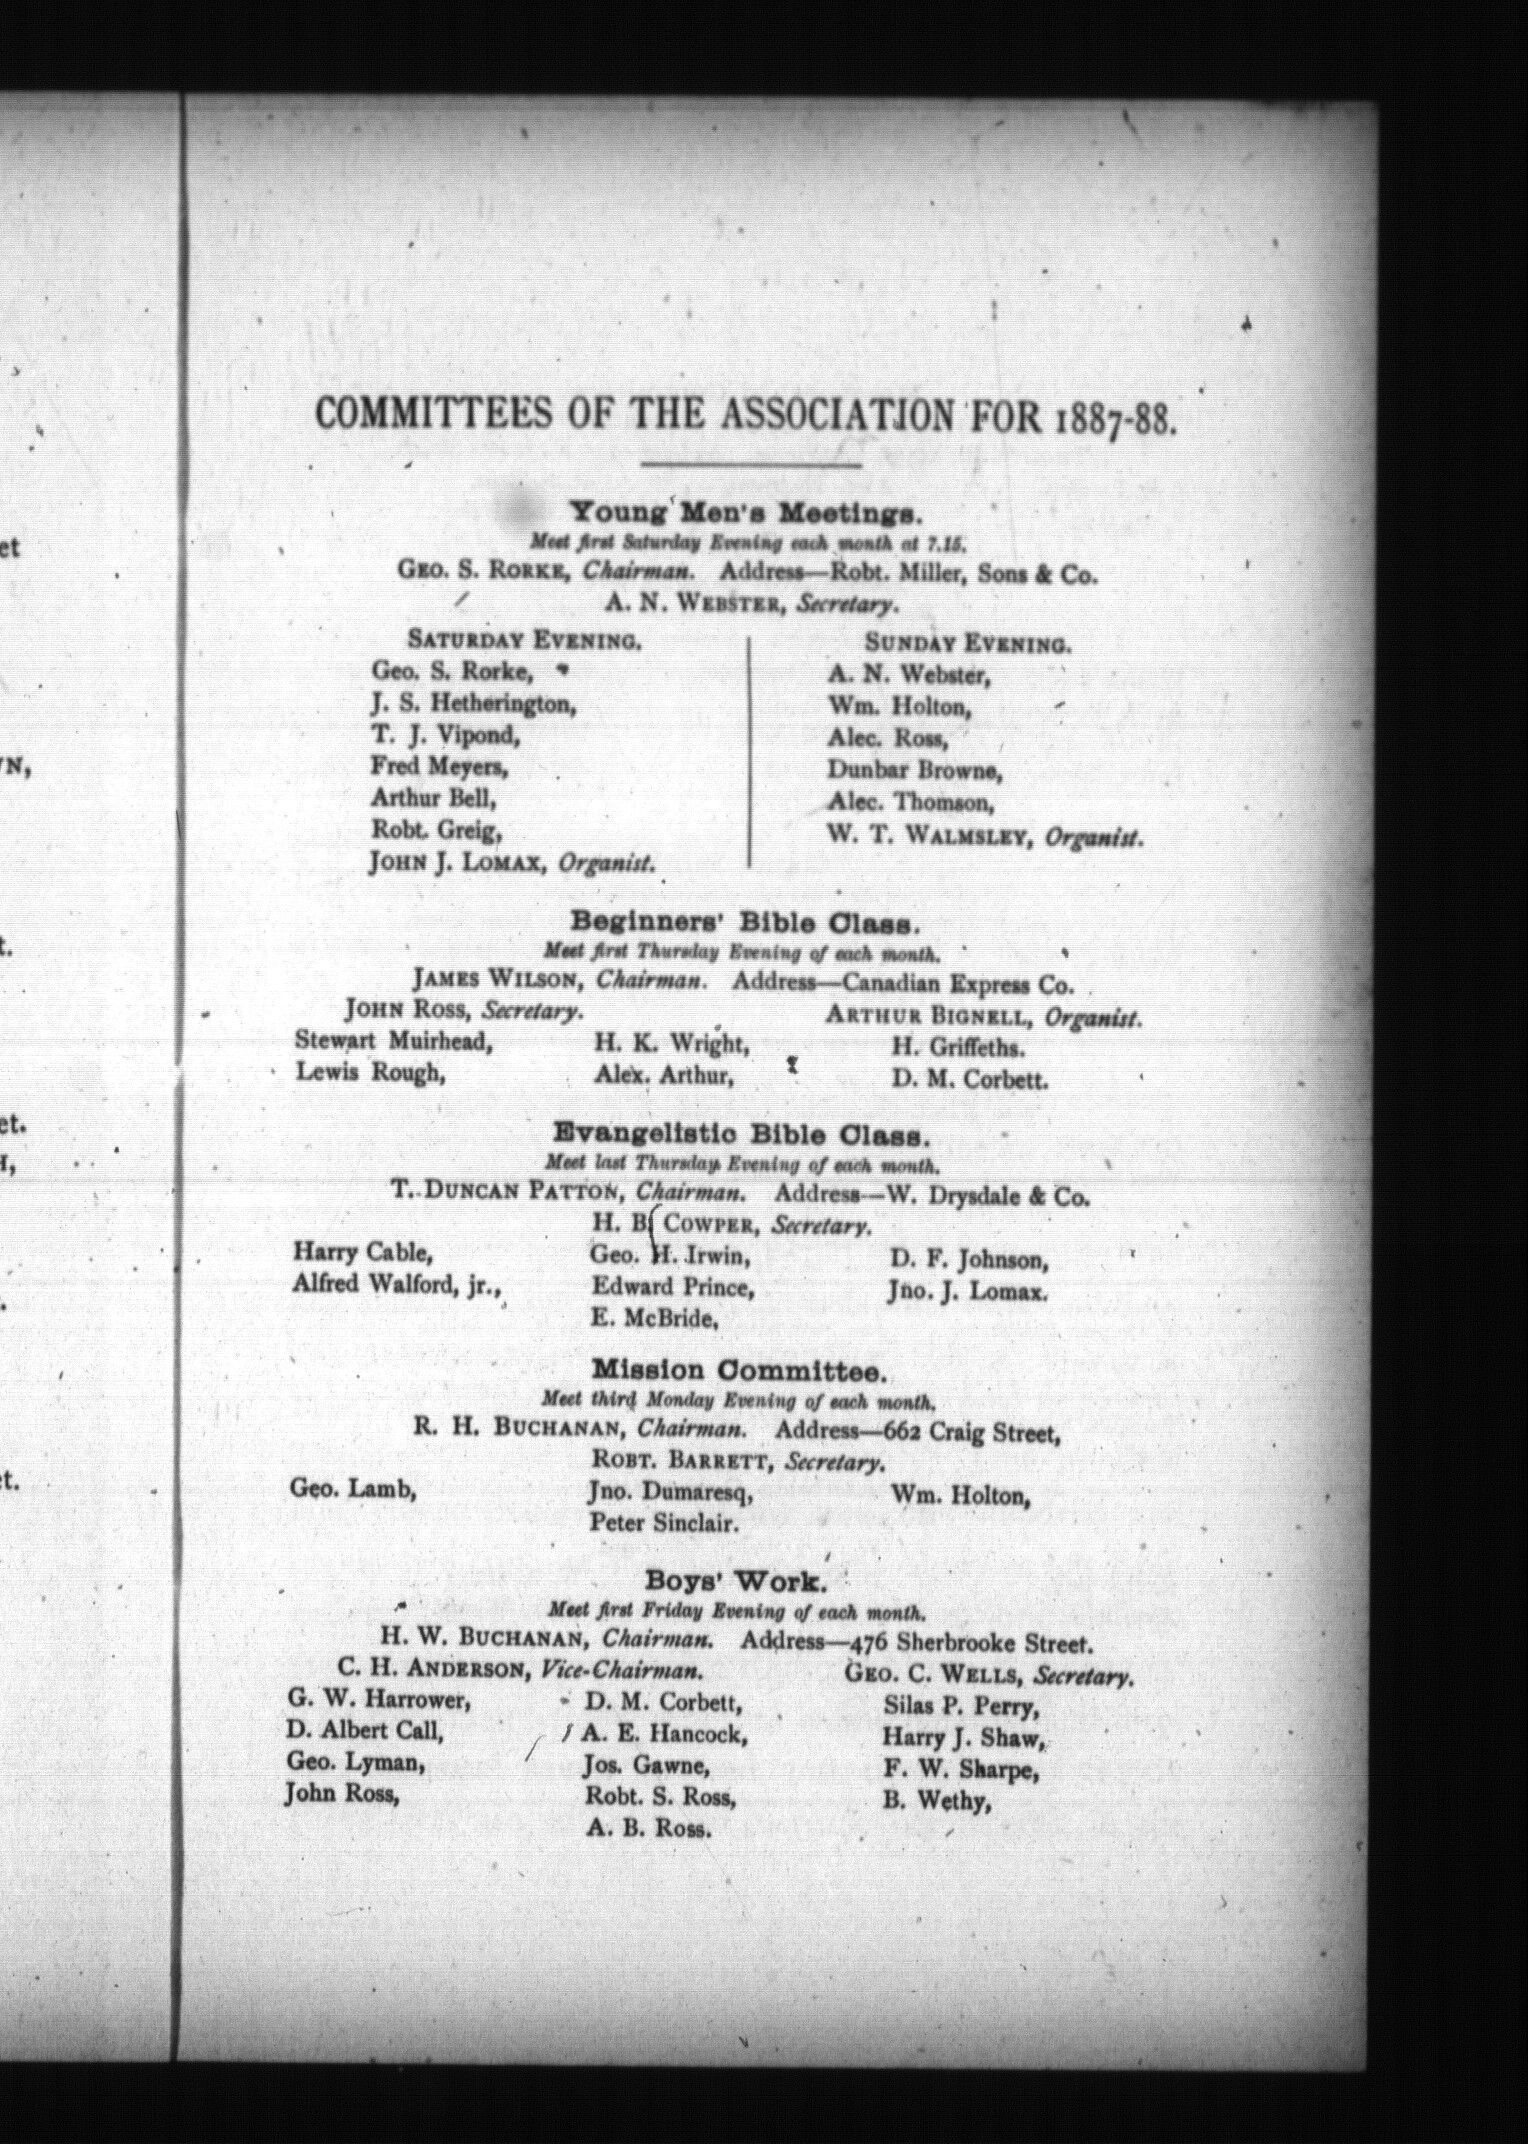 COMMITTEES OF THE ASSOCIATION FOR 1887-88.
Young Men's Meetings.
Meet first Saturday Evening each month at 7.15.
GEO. S. RORKE, Chairman. Address—Robt. Miller, Sons & Co.
A. N. WEBSTER, Secretary.
SATURDAY EVENING.
Geo. S. Rorke,
J. S. Hetherington,
T. J. Vipond,
Fred Meyers,
Arthur Bell,
Robt. Greig,
JOHN J. LOMAX, Organist.
SUNDAY EVENING.
A. N. Webster,
Wm. Holton,
Alec. Ross,
Dunbar Browne,
Alec. Thomson,
W. T. WALMSLEY, Organist.
Beginners' Bible Class.
Meet first Thursday Evening of each month.
JAMES WILSON, Chairman. Address—Canadian Express Co.
JOHN ROSS, Secretary. ARTHUR BIGNELL, Organist.
Stewart Muirhead, H. K. Wright, H. Griffeths.
Lewis Rough, Alex. Arthur, D. M. Corbett.
Evangelistic Bible Class.
Meet last Thursday Evening of each month.
T. DUNCAN PATTON, Chairman. Address—W. Drysdale & Co.
H. B. COWPER, Secretary.
Harry Cable, Geo. H. Irwin, D. F. Johnson,
Alfred Walford, jr., Edward Prince, Jno. J. Lomax.
E. McBride,
Mission Committee.
Meet third Monday Evening of each month.
R. H. BUCHANAN, Chairman. Address—662 Craig Street,
ROBT. BARRETT, Secretary.
Geo. Lamb, Jno. Dumaresq, Wm. Holton,
Peter Sinclair.
Boys' Work.
Meet first Friday Evening of each month.
H. W. BUCHANAN, Chairman. Address—476 Sherbrooke Street.
C. H. ANDERSON, Vice-Chairman. GEO. C. WELLS, Secretary.
G. W. Harrower, D. M. Corbett, Silas P. Perry,
D. Albert Call, A. E. Hancock, Harry J. Shaw,
Geo. Lyman, Jos. Gawne, F. W. Sharpe,
John Ross, Robt. S. Ross, B. Wethy,
A. B. Ross.